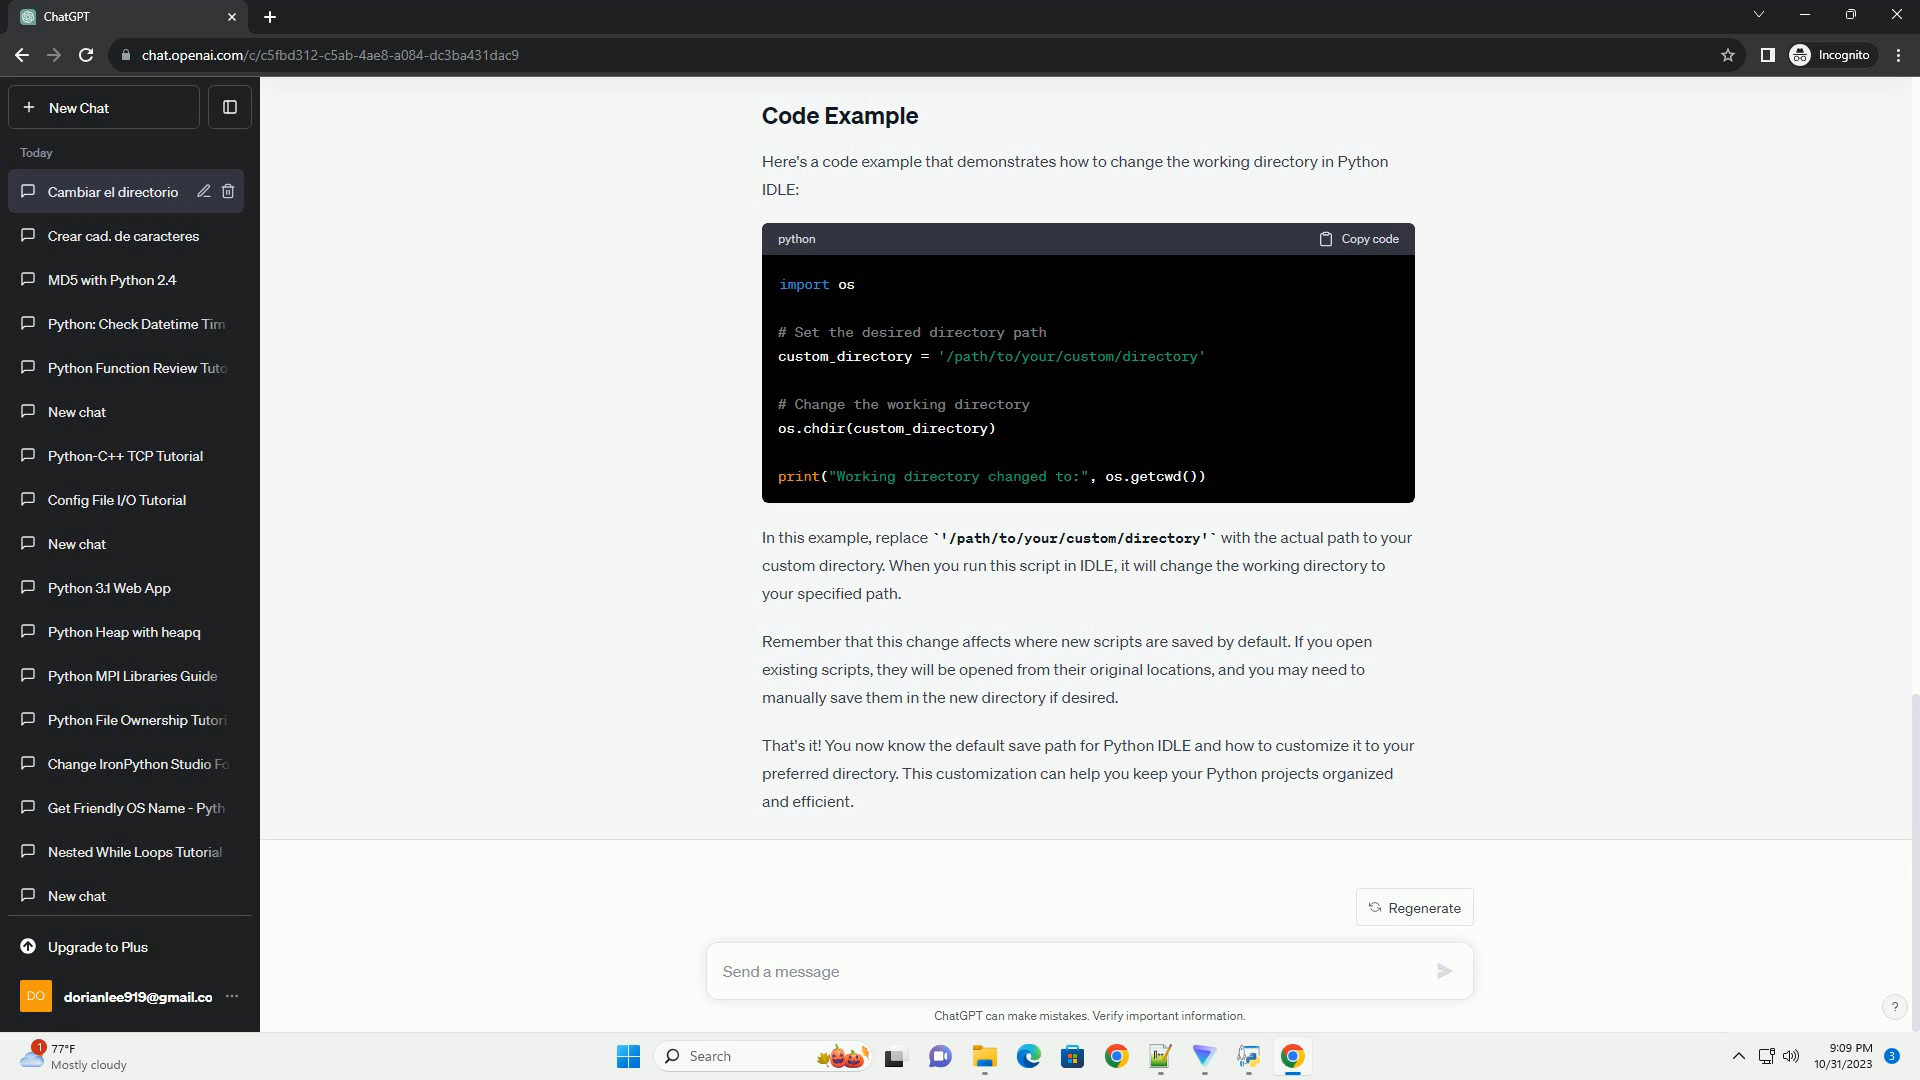 ChatGPT
chat.openai.com/c/c5fbd312-c5ab-4ae8-a084-dc3ba431dac9
Incognito
New Chat
Today
Cambiar el directorio
Crear cad. de caracteres
MD5 with Python 2.4
Python: Check Datetime Tim
Python Function Review Tuto
New chat
Python-C++ TCP Tutorial
Config File I/O Tutorial
New chat
Python 3.1 Web App
Python Heap with heapq
Python MPI Libraries Guide
Python File Ownership Tutori
Change IronPython Studio Fo
Get Friendly OS Name - Pyth
Nested While Loops Tutorial
New chat
Upgrade to Plus
DO
dorianlee919@gmail.co
Code Example
Here's a code example that demonstrates how to change the working directory in Python
IDLE:
python
Copy code
import os
# Set the desired directory path
custom_directory = '/path/to/your/custom/directory'
# Change the working directory
os.chdir(custom_directory)
print("Working directory changed to:", os.getcwd())
In this example, replace `'/path/to/your/custom/directory'` with the actual path to your
custom directory. When you run this script in IDLE, it will change the working directory to
your specified path.
Remember that this change affects where new scripts are saved by default. If you open
existing scripts, they will be opened from their original locations, and you may need to
manually save them in the new directory if desired.
That's it! You now know the default save path for Python IDLE and how to customize it to your
preferred directory. This customization can help you keep your Python projects organized
and efficient.
Regenerate
Send a message
ChatGPT can make mistakes. Verify important information.
?
1
77°F
Mostly cloudy
Search
9:09 PM
10/31/2023
3